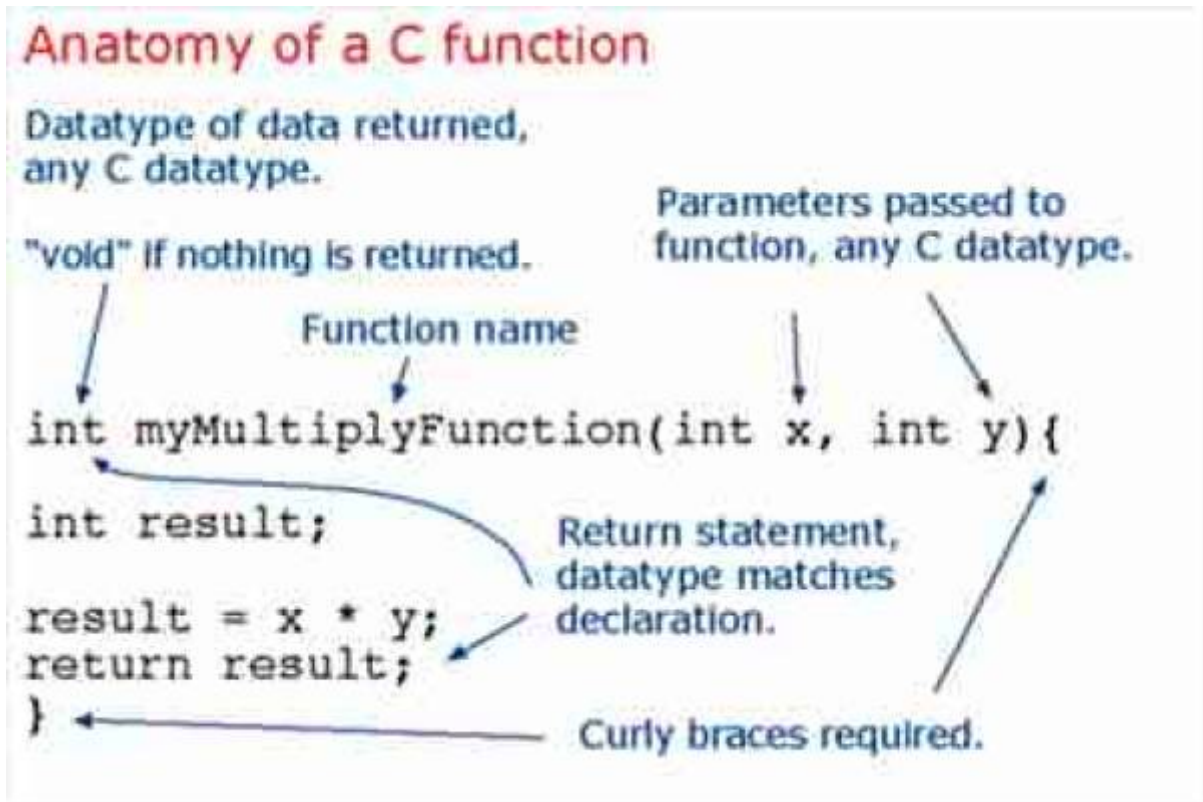 Anatomy of a C function
Datatype of data returned,
any C datatype.
"void" if nothing is returned.
Parameters passed to
function, any C datatype.
Function name
int myMultiplyFunction(int x, int y){
int result;
Return statement,
datatype matches
declaration.
result = x * y;
return result;
}
Curly braces required.